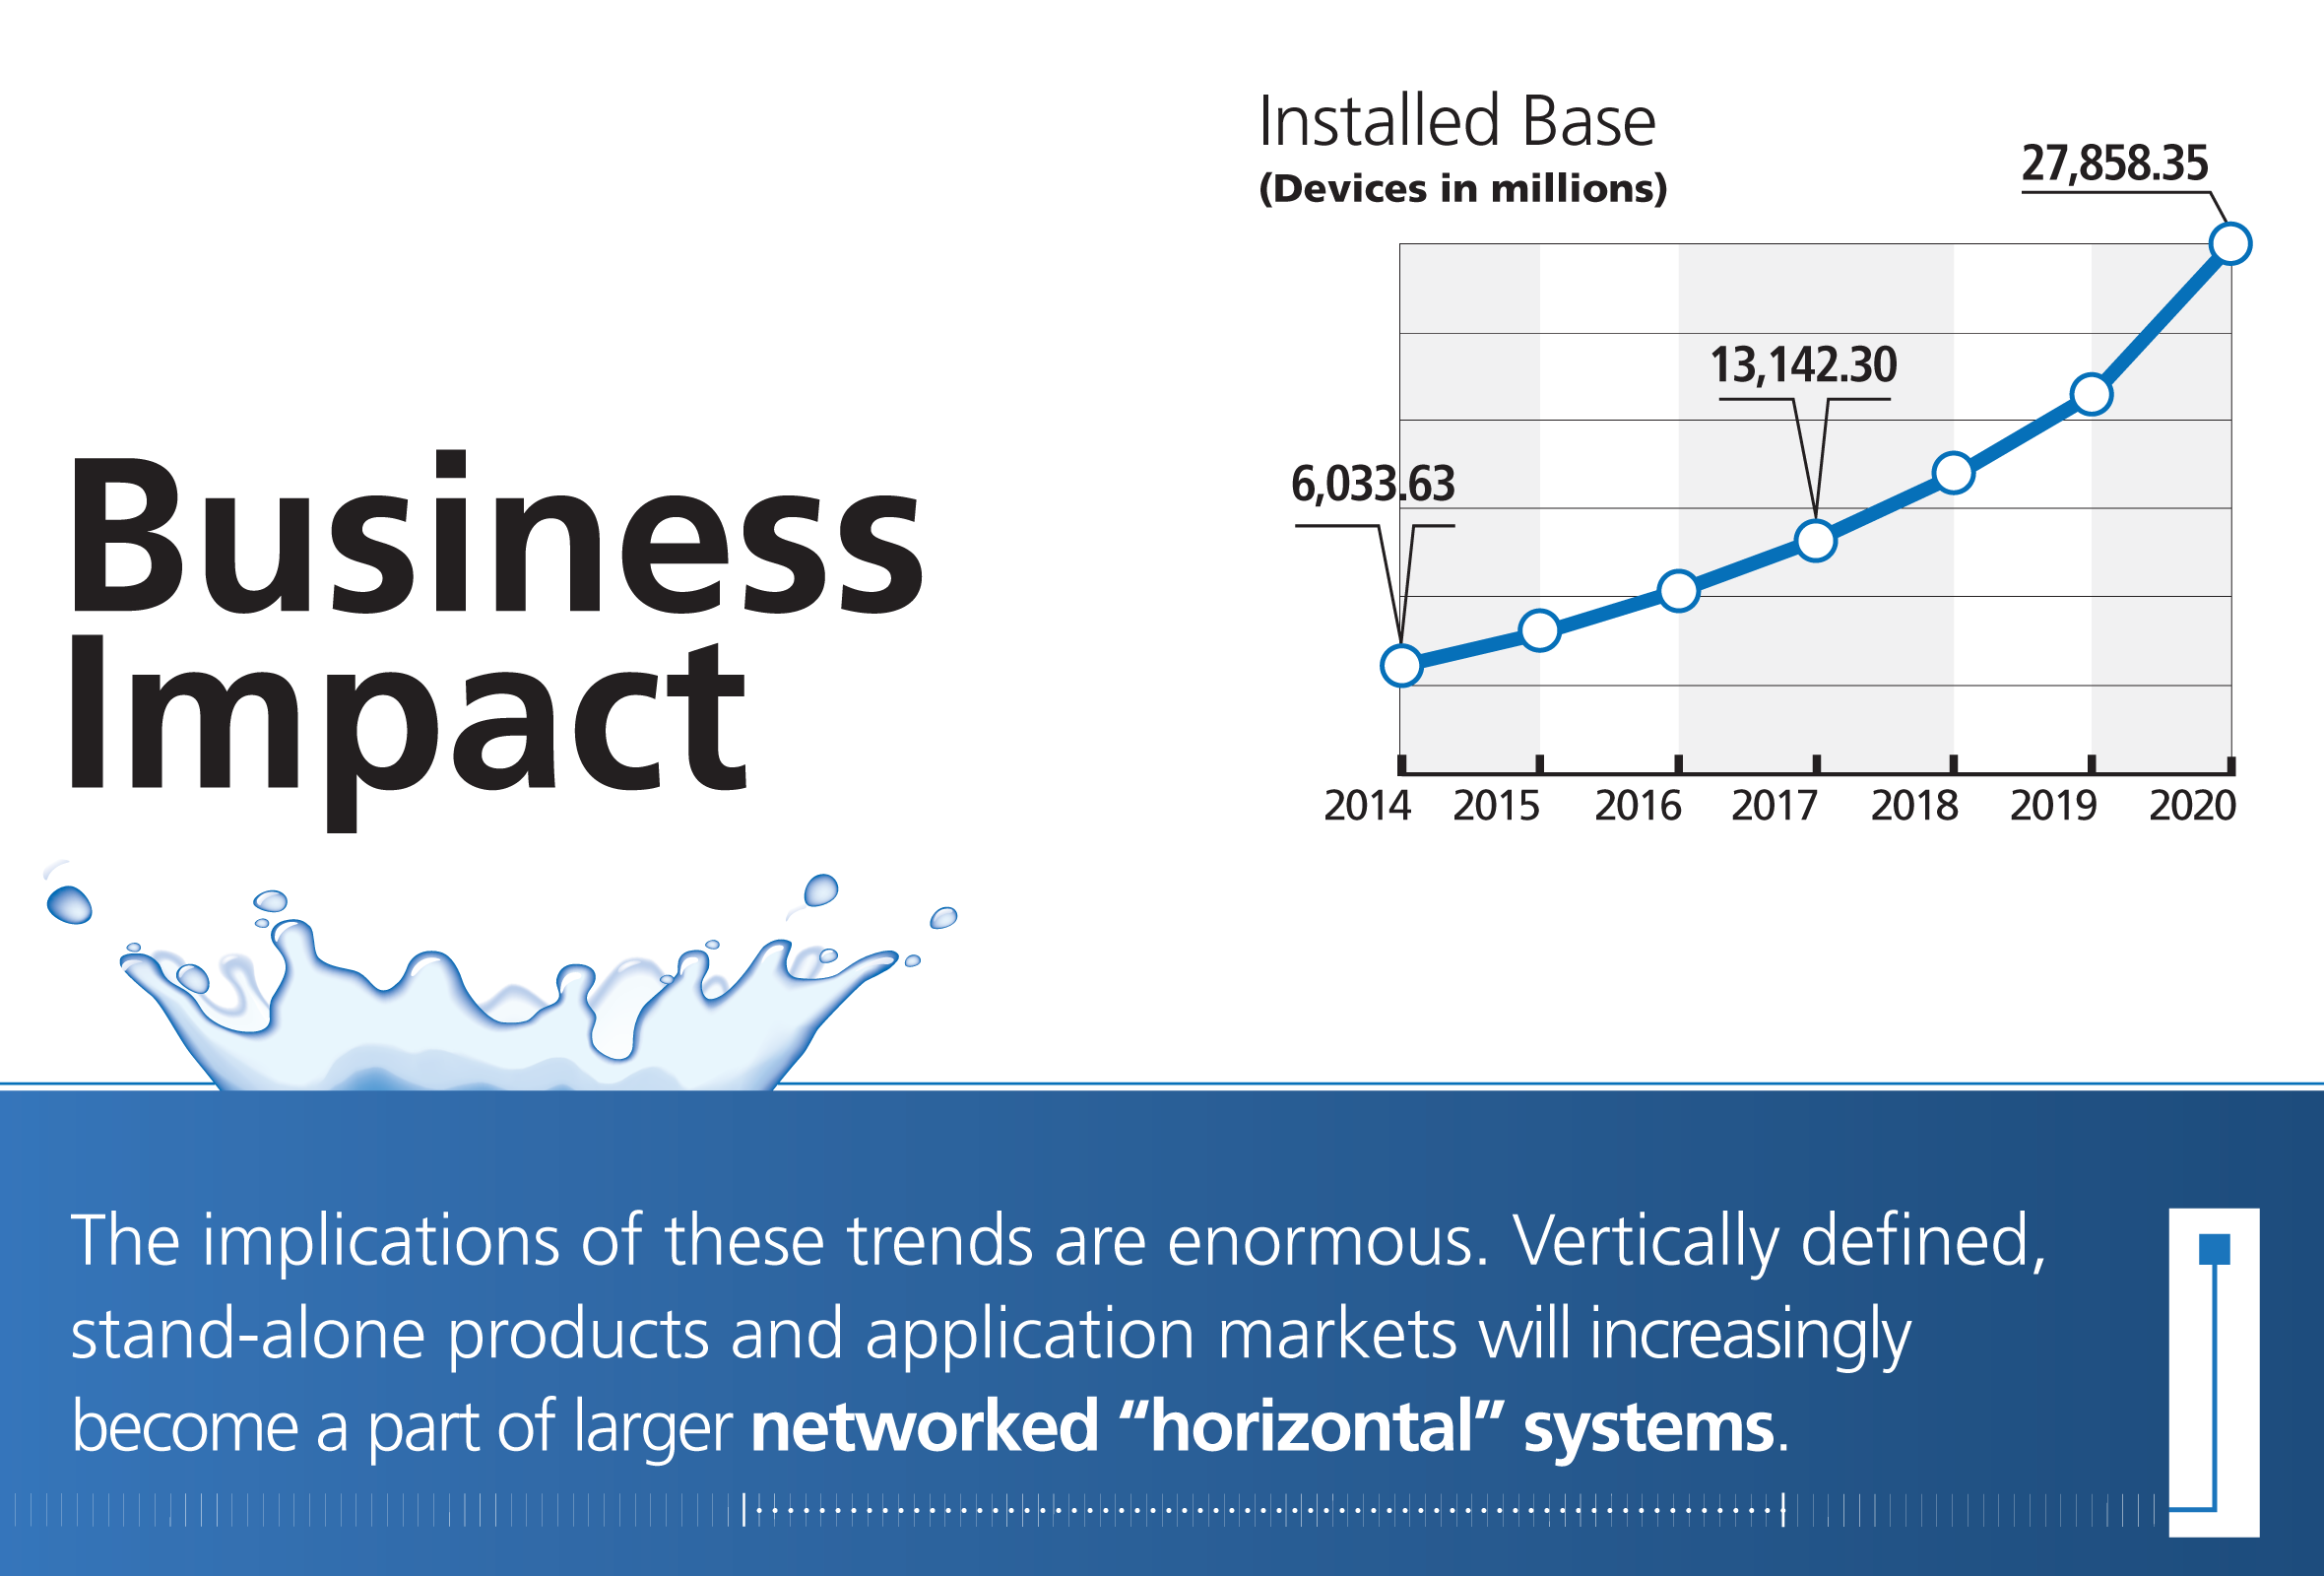 Installed Base
(Devices in millions)
27,858.35
13,142.30
6,033.63
2014 2015 2016 2017 2018 2019 2020
Business
Impact
The implications of these trends are enormous. Vertically defined,
stand-alone products and application markets will increasingly
become a part of larger networked “horizontal” systems.